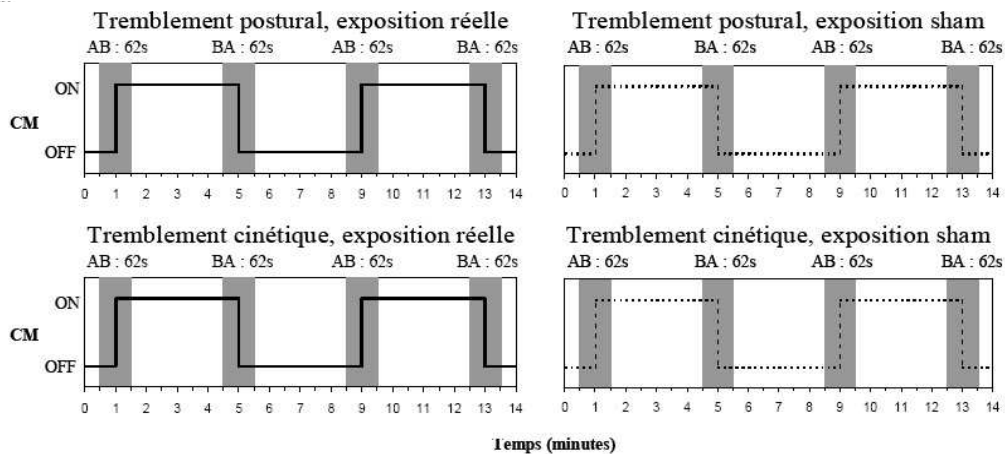 Tremblement postural, exposition réelle
AB : 62s BA : 62s AB : 62s BA : 62s
ON
CM
OFF
0 1 2 3 4 5 6 7 8 9 10 11 12 13 14
Tremblement postural, exposition sham
AB : 62s BA : 62s AB : 62s BA : 62s
0 1 2 3 4 5 6 7 8 9 10 11 12 13 14
Tremblement cinétique, exposition réelle
AB : 62s BA : 62s AB : 62s BA : 62s
ON
CM
OFF
0 1 2 3 4 5 6 7 8 9 10 11 12 13 14
Tremblement cinétique, exposition sham
AB : 62s BA : 62s AB : 62s BA : 62s
0 1 2 3 4 5 6 7 8 9 10 11 12 13 14
Temps (minutes)